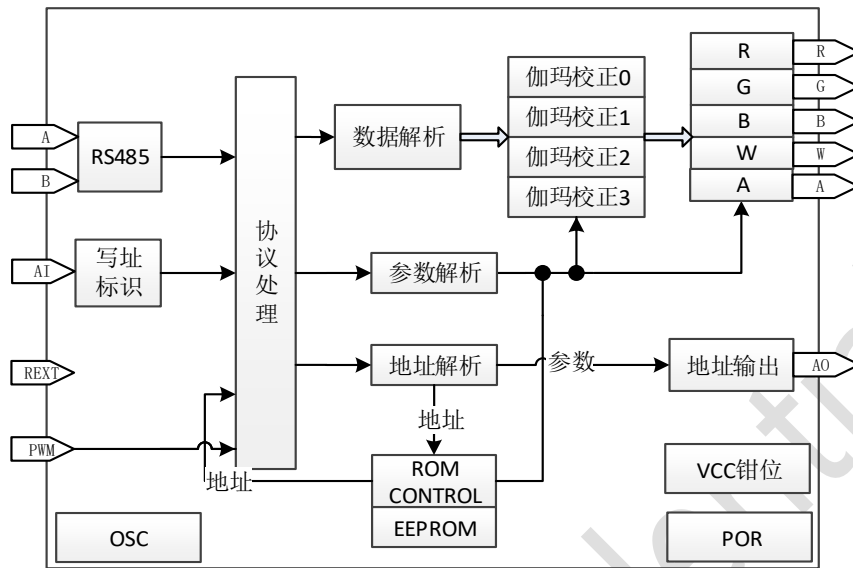 R
R
伽玛校正0
G
G
A
数据解析
伽玛校正1
B
B
RS485
伽玛校正2
W
W
B
伽玛校正3
A
A
协议处理
AI
写址标识
参数解析
REXT
地址解析
参数
地址输出
AO
地址
PWM
地址
ROM
CONTROL
VCC钳位
EEPROM
OSC
POR